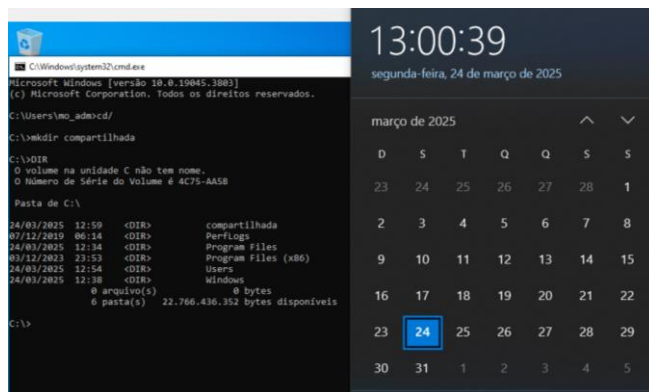 C:\Windows\system32\cmd.exe
Microsoft Windows [versão 10.0.19045.3803]
(c) Microsoft Corporation. Todos os direitos reservados.
C:\Users\mo_adm>cd/
C:\>mkdir compartilhada
C:\>DIR
O volume na unidade C não tem nome.
O Número de Série do Volume é 4C75-AA5B
Pasta de C:\
24/03/2025 12:59 <DIR> compartilhada
07/12/2019 06:14 <DIR> PerfLogs
24/03/2025 12:34 <DIR> Program Files
03/12/2023 23:53 <DIR> Program Files (x86)
24/03/2025 12:54 <DIR> Users
24/03/2025 12:38 <DIR> Windows
0 arquivo(s) 0 bytes
6 pasta(s) 22.766.436.352 bytes disponíveis
C:\>
13:00:39
segunda-feira, 24 de março de 2025
março de 2025
D S T Q Q S S
23 24 25 26 27 28 1
2 3 4 5 6 7 8
9 10 11 12 13 14 15
16 17 18 19 20 21 22
23 24 25 26 27 28 29
30 31 1 2 3 4 5